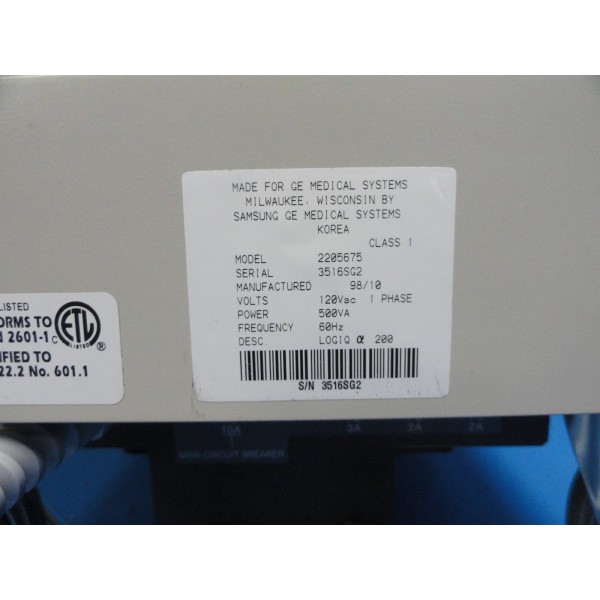 MADE FOR GE MEDICAL SYSTEMS
MILWAUKEE, WISCONSIN BY
SAMSUNG GE MEDICAL SYSTEMS
KOREA
CLASS 1
MODEL 2205675
SERIAL 3516SG2
MANUFACTURED 98/10
VOLTS 120Vac 1 PHASE
POWER 500VA
FREQUENCY 60Hz
DESC. LOGIQ α 200
S/N 3516SG2
LISTED
ORMS TO
2601-1
IFIED TO
22.2 No. 601.1
C ETL LISTED ®
10A 3A 2A 2A
MAIN CIRCUIT BREAKER